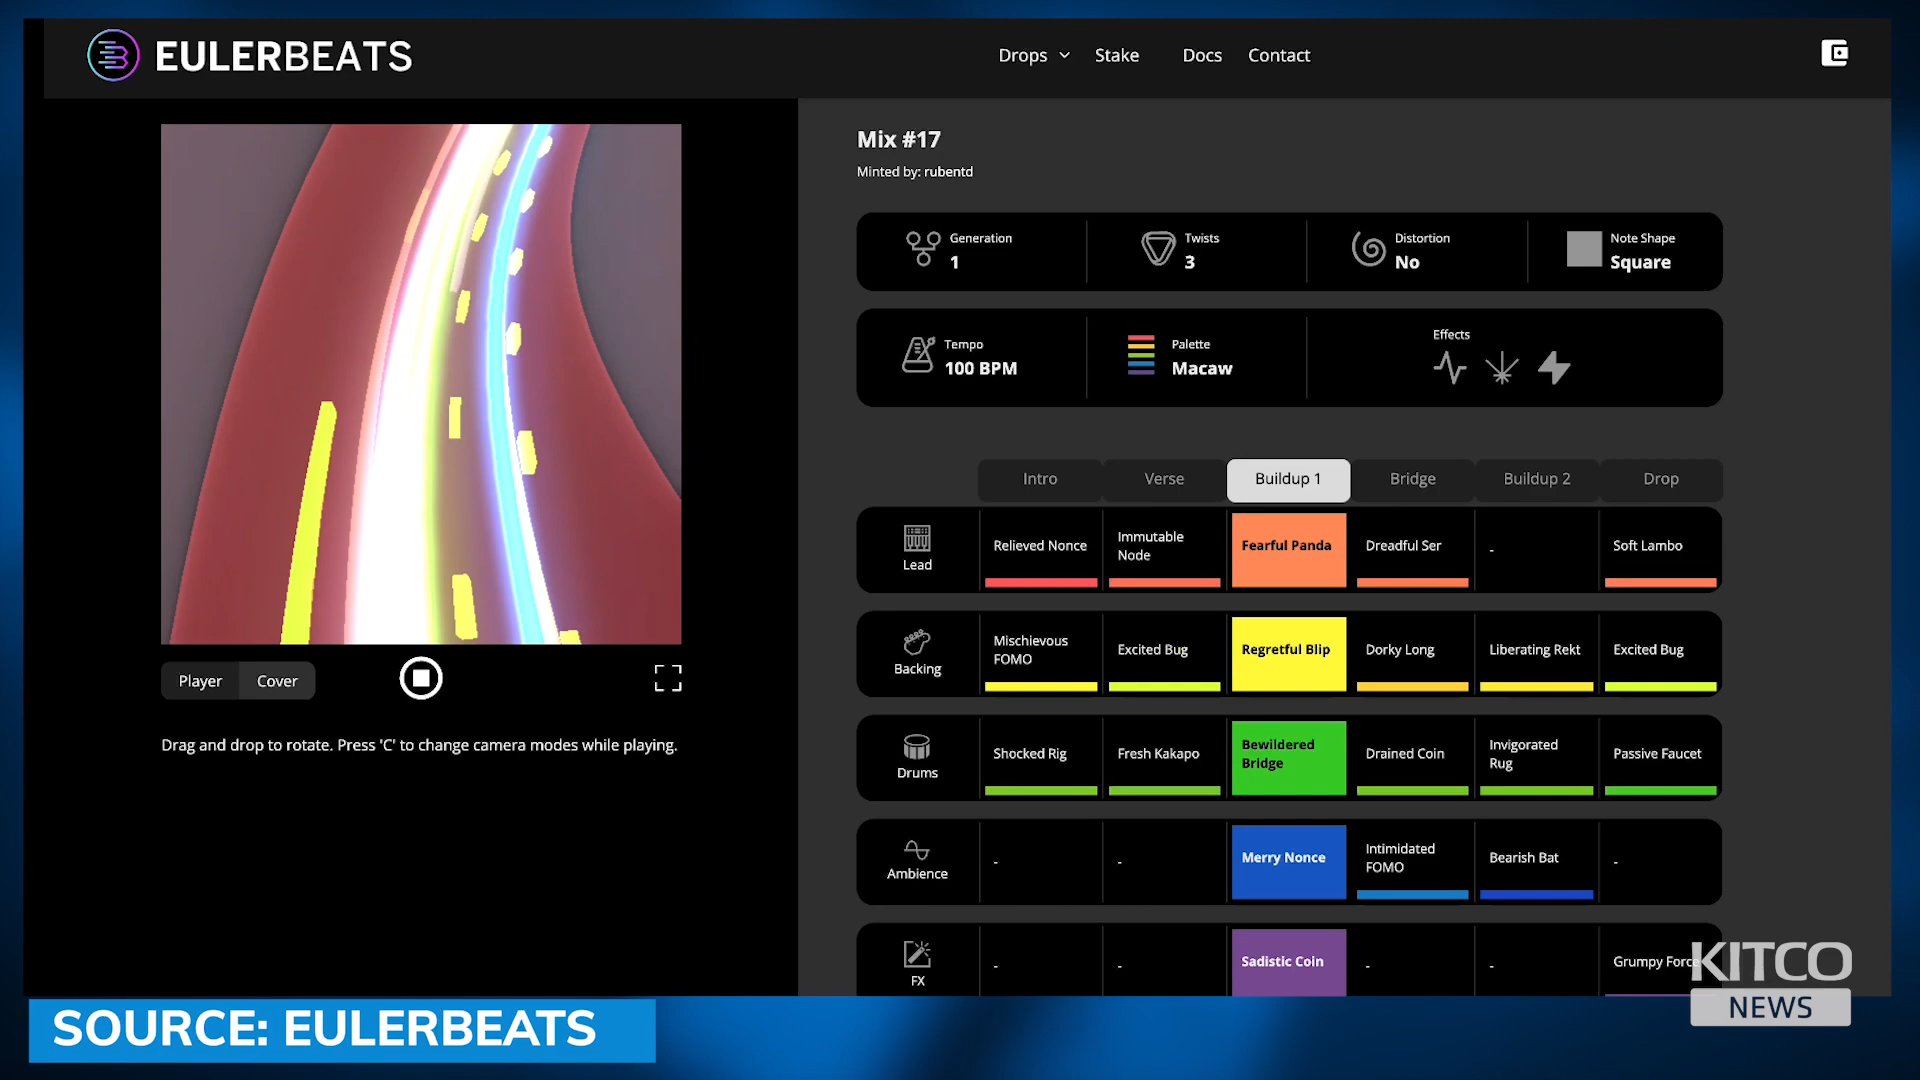 EULERBEATS
Drops Stake Docs Contact
Mix #17
Minted by: rubentd
Generation
1
Twists
3
Distortion
No
Note Shape
Square
Tempo
100 BPM
Palette
Macaw
Effects
Intro Verse Buildup 1 Bridge Buildup 2 Drop
Lead
Relieved Nonce
Immutable
Node
Fearful Panda
Dreadful Ser
-
Soft Lambo
Backing
Mischievous
FOMO
Excited Bug
Regretful Blip
Dorky Long
Liberating Rekt
Excited Bug
Drums
Shocked Rig
Fresh Kakapo
Bewildered
Bridge
Drained Coin
Invigorated
Rug
Passive Faucet
Ambience
-
-
Merry Nonce
Intimidated
FOMO
Bearish Bat
-
FX
-
-
Sadistic Coin
-
-
Grumpy Force
Player Cover
Drag and drop to rotate. Press 'C' to change camera modes while playing.
KITCO
NEWS
SOURCE: EULERBEATS